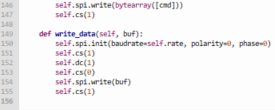 146 self.spi.write(bytearray([cmd]))
147 self.cs(1)
148
149 def write_data(self, buf):
150 self.spi.init(baudrate=self.rate, polarity=0, phase=0)
151 self.cs(1)
152 self.dc(1)
153 self.cs(0)
154 self.spi.write(buf)
155 self.cs(1)
156